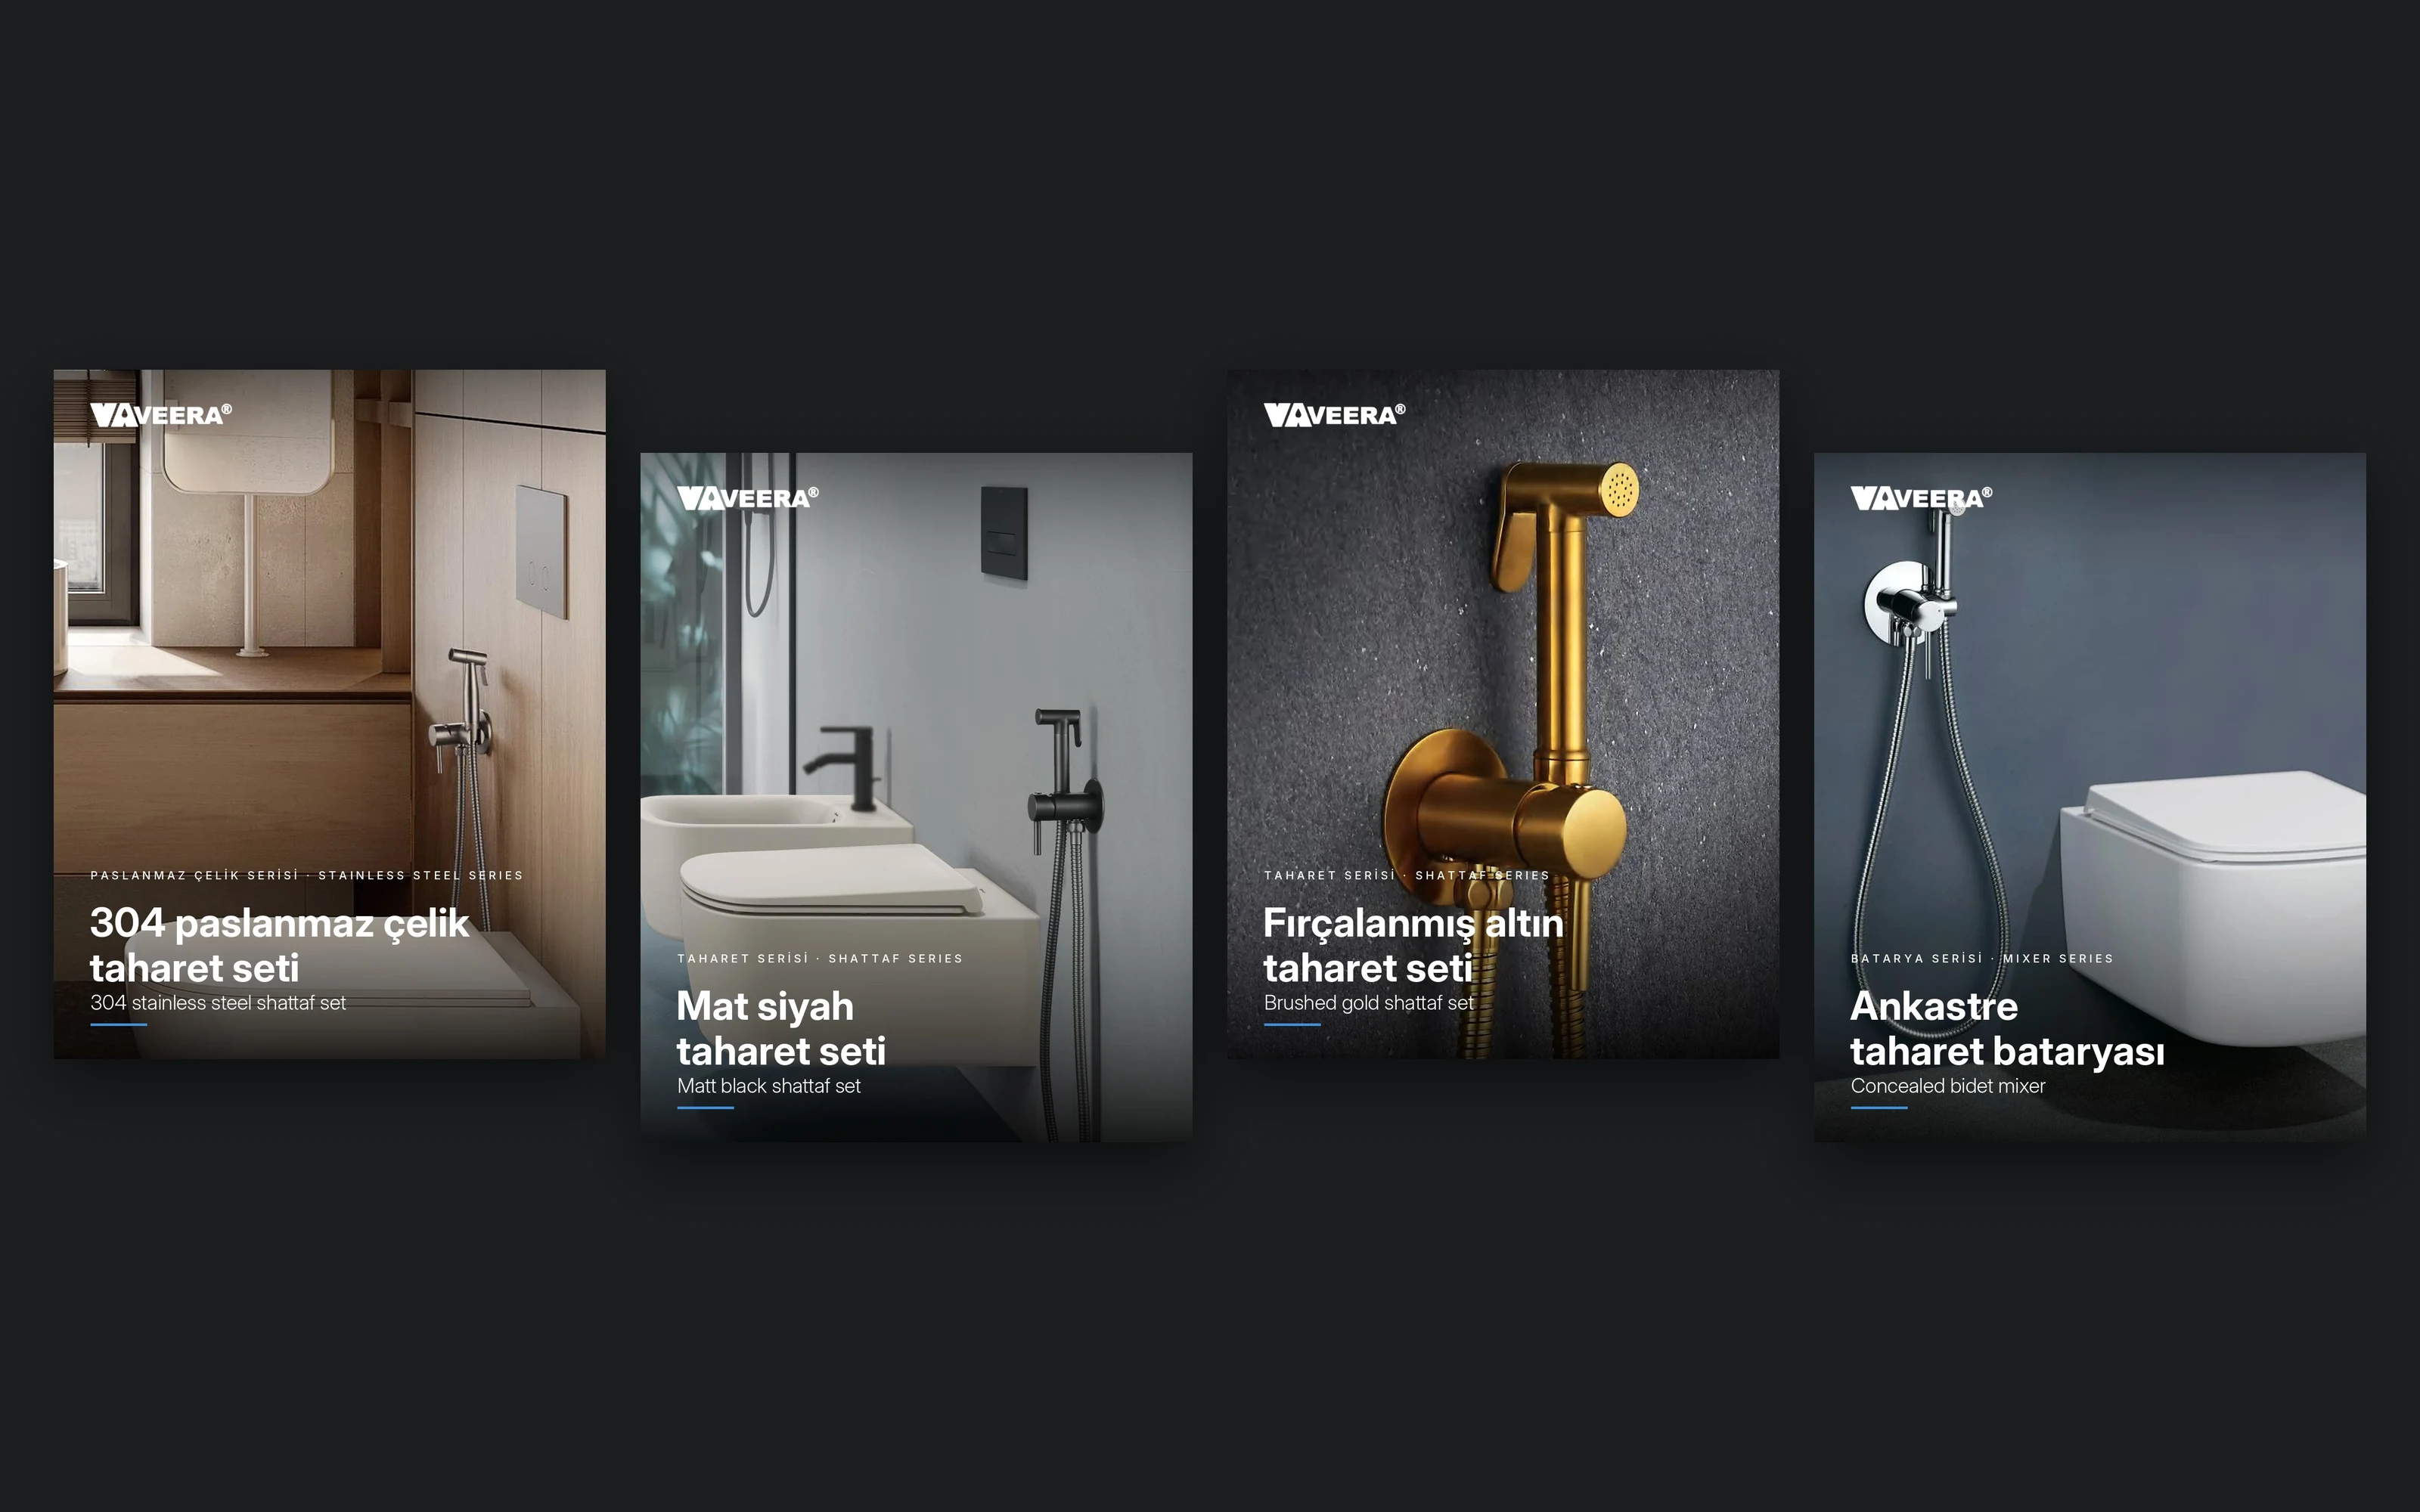 VAVEERA®
PASLANMAZ ÇELİK SERİSİ · STAINLESS STEEL SERIES
304 paslanmaz çelik
taharet seti
304 stainless steel shattaf set
VAVEERA®
TAHARET SERİSİ · SHATTAF SERIES
Mat siyah
taharet seti
Matt black shattaf set
VAVEERA®
TAHARET SERİSİ · SHATTAF SERIES
Fırçalanmış altın
taharet seti
Brushed gold shattaf set
VAVEERA®
BATARYA SERİSİ · MIXER SERIES
Ankastre
taharet bataryası
Concealed bidet mixer